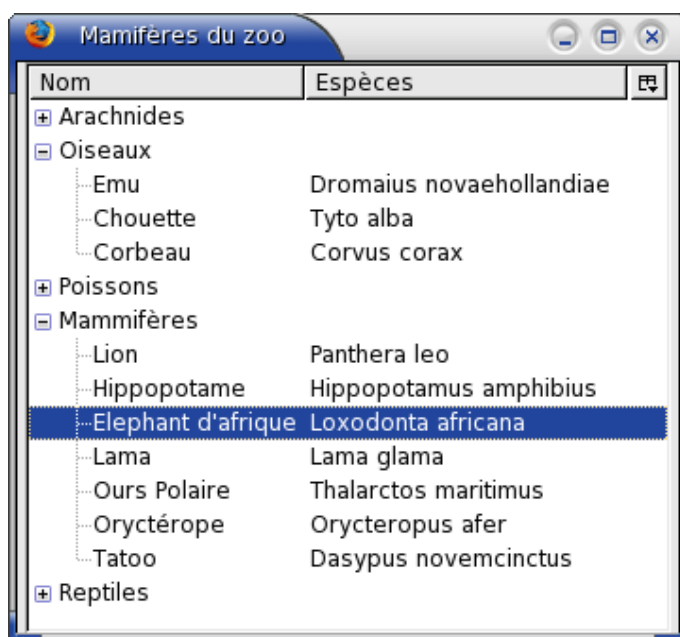 Mamifères du zoo
Nom Espèces
Arachnides
Oiseaux
Emu Dromaius novaehollandiae
Chouette Tyto alba
Corbeau Corvus corax
Poissons
Mammifères
Lion Panthera leo
Hippopotame Hippopotamus amphibius
Elephant d'afrique Loxodonta africana
Lama Lama glama
Ours Polaire Thalarctos maritimus
Oryctérope Orycteropus afer
Tatoo Dasypus novemcinctus
Reptiles